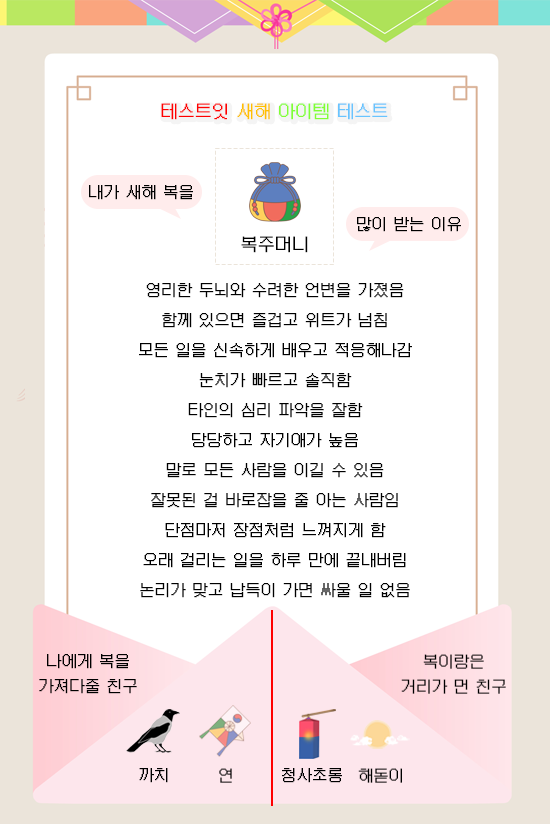 테스트잇 새해 아이템 테스트
내가 새해 복을
많이 받는 이유
복주머니
영리한 두뇌와 수려한 언변을 가졌음
함께 있으면 즐겁고 위트가 넘침
모든 일을 신속하게 배우고 적응해나감
눈치가 빠르고 솔직함
타인의 심리 파악을 잘함
당당하고 자기애가 높음
말로 모든 사람을 이길 수 있음
잘못된 걸 바로잡을 줄 아는 사람임
단점마저 장점처럼 느껴지게 함
오래 걸리는 일을 하루 만에 끝내버림
논리가 맞고 납득이 가면 싸울 일 없음
나에게 복을
가져다줄 친구
까치
연
복이랑은
거리가 먼 친구
청사초롱
해돋이